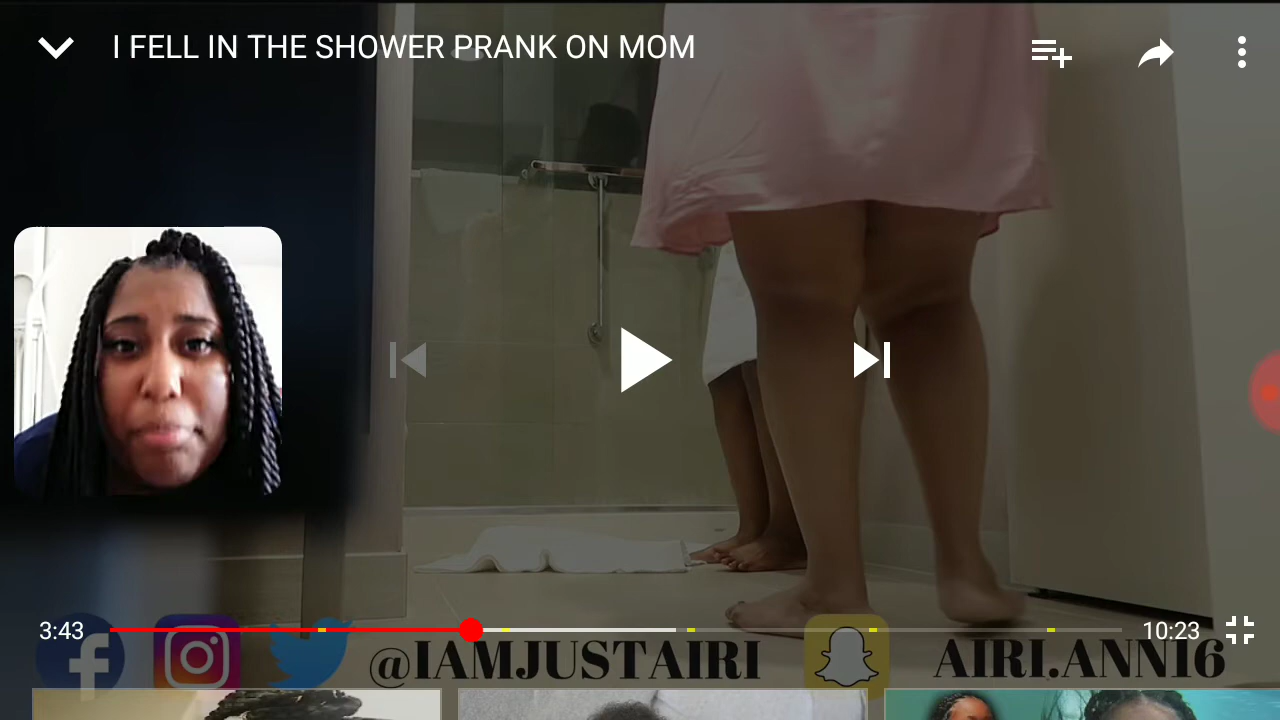 I FELL IN THE SHOWER PRANK ON MOM
3:43
10:23
@IAMJUSTAIRI
AIRI.ANN16